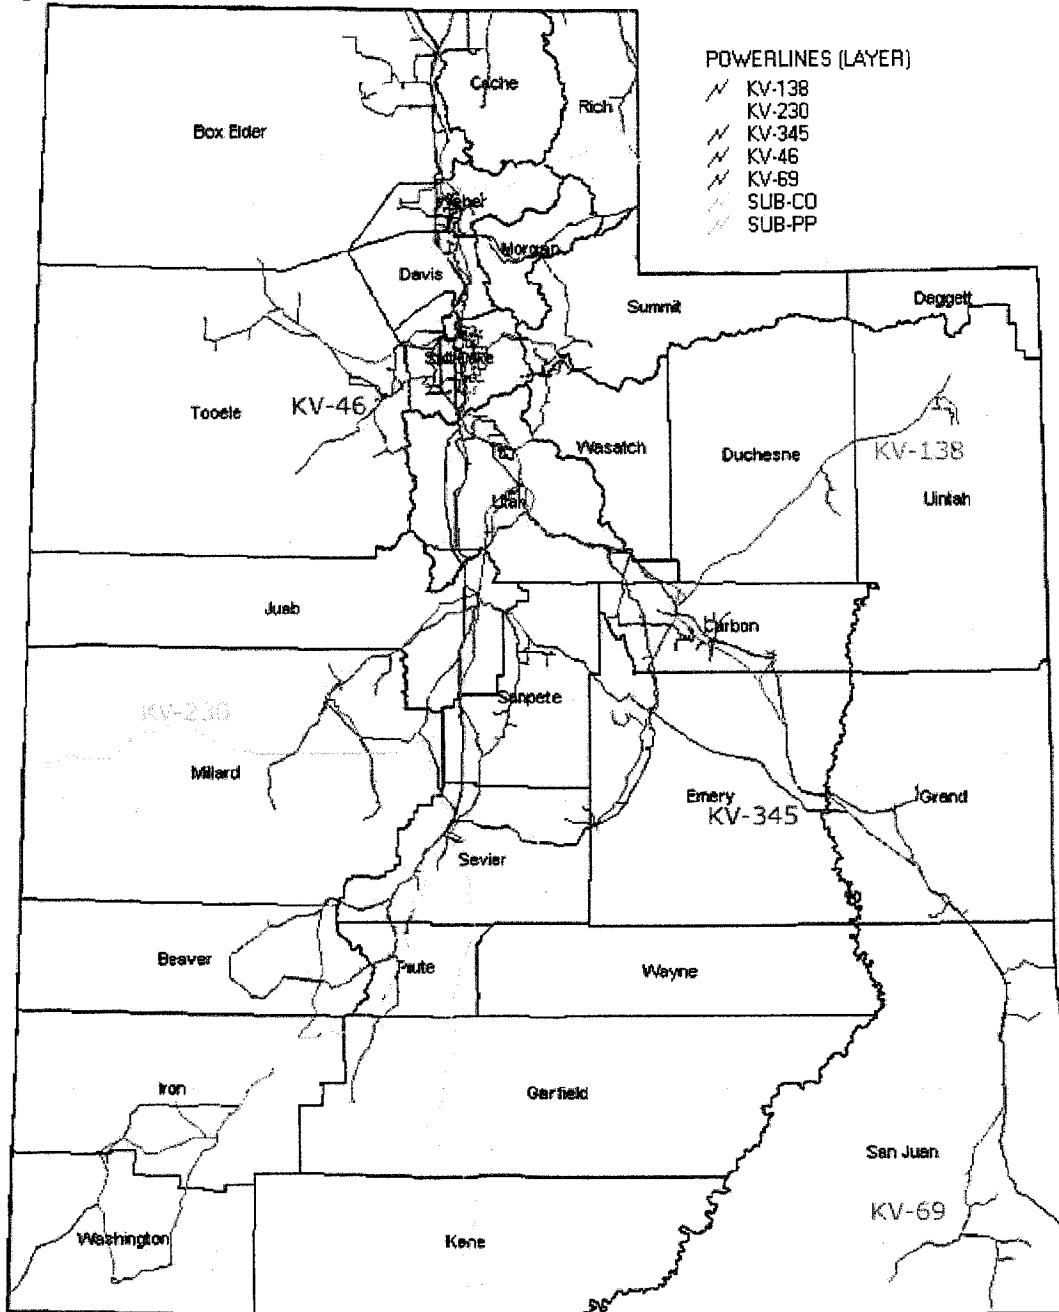 POWERLINES (LAYER)
KV-138
KV-230
KV-345
KV-46
KV-69
SUB-CO
SUB-PP
Cache
Rich
Box Elder
Weber
Morgan
Davis
Summit
Daggett
Salt Lake
Tooele
KV-46
Wasatch
Duchesne
KV-138
Uintah
Utah
Juab
Carbon
Sanpete
KV-230
Millard
Emery
Grand
KV-345
Sevier
Beaver
Piute
Wayne
Iron
Garfield
San Juan
KV-69
Washington
Kane